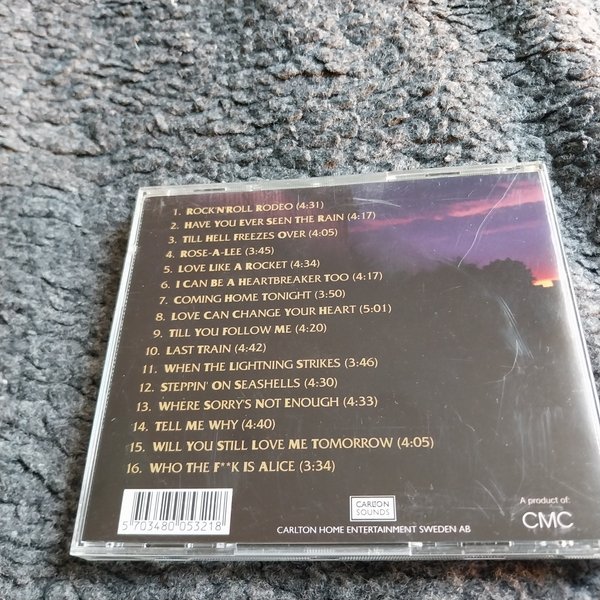 1. ROCK'N'ROLL RODEO (4:31)
2. HAVE YOU EVER SEEN THE RAIN (4:17)
3. TILL HELL FREEZES OVER (4:05)
4. ROSE-A-LEE (3:45)
5. LOVE LIKE A ROCKET (4:34)
6. I CAN BE A HEARTBREAKER TOO (4:17)
7. COMING HOME TONIGHT (3:50)
8. LOVE CAN CHANGE YOUR HEART (5:01)
9. TILL YOU FOLLOW ME (4:20)
10. LAST TRAIN (4:42)
11. WHEN THE LIGHTNING STRIKES (3:46)
12. STEPPIN' ON SEASHELLS (4:30)
13. WHERE SORRY'S NOT ENOUGH (4:33)
14. TELL ME WHY (4:40)
15. WILL YOU STILL LOVE ME TOMORROW (4:05)
16. WHO THE F**K IS ALICE (3:34)
5 703480 053218
CARLTON
SOUNDS
CARLTON HOME ENTERTAINMENT SWEDEN AB
A product of:
CMC